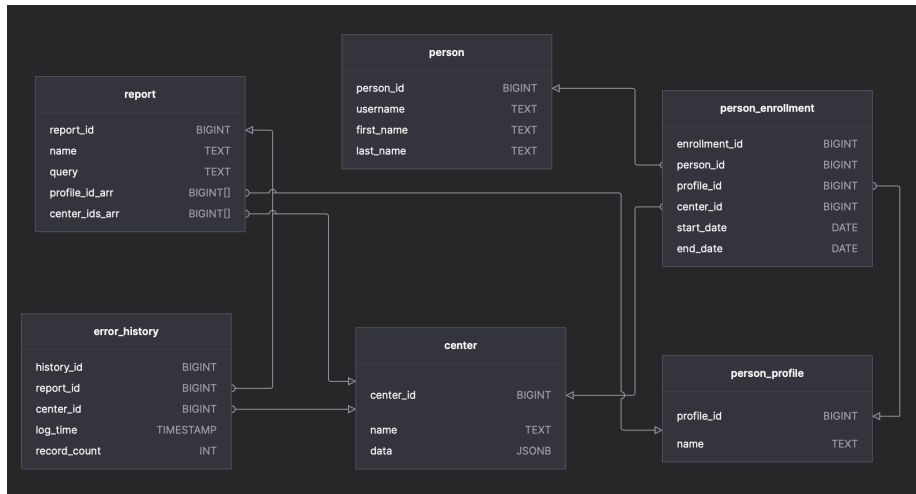 person
person_id BIGINT
username TEXT
first_name TEXT
last_name TEXT
report
report_id BIGINT
name TEXT
query TEXT
profile_id_arr BIGINT[]
center_ids_arr BIGINT[]
person_enrollment
enrollment_id BIGINT
person_id BIGINT
profile_id BIGINT
center_id BIGINT
start_date DATE
end_date DATE
error_history
history_id BIGINT
report_id BIGINT
center_id BIGINT
log_time TIMESTAMP
record_count INT
center
center_id BIGINT
name TEXT
data JSONB
person_profile
profile_id BIGINT
name TEXT